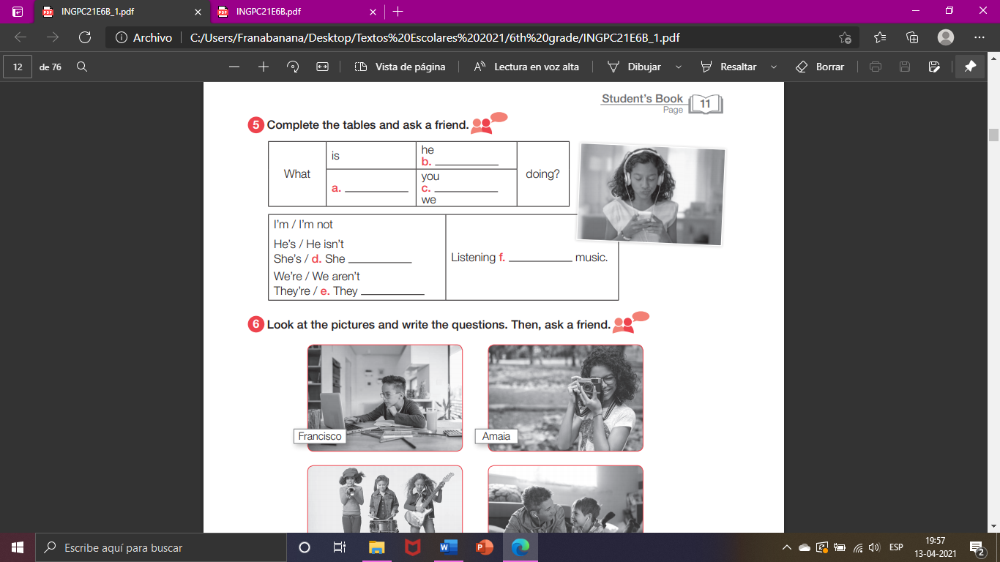 INGPC21E6B_1.pdf
INGPC21E6B.pdf
Archivo
C:/Users/Franabanana/Desktop/Textos%20Escolares%202021/6th%20grade/INGPC21E6B_1.pdf
12
de 76
Vista de página
Lectura en voz alta
Dibujar
Resaltar
Borrar
Student's Book
Page
11
5 Complete the tables and ask a friend.
What
is
a. ___________
he
b. ___________
you
c. ___________
we
doing?
I'm / I'm not
He's / He isn't
She's / d. She ___________
We're / We aren't
They're / e. They ___________
Listening f. ___________ music.
6 Look at the pictures and write the questions. Then, ask a friend.
Francisco
Amaia
Escribe aquí para buscar
ESP
19:57
13-04-2021
2